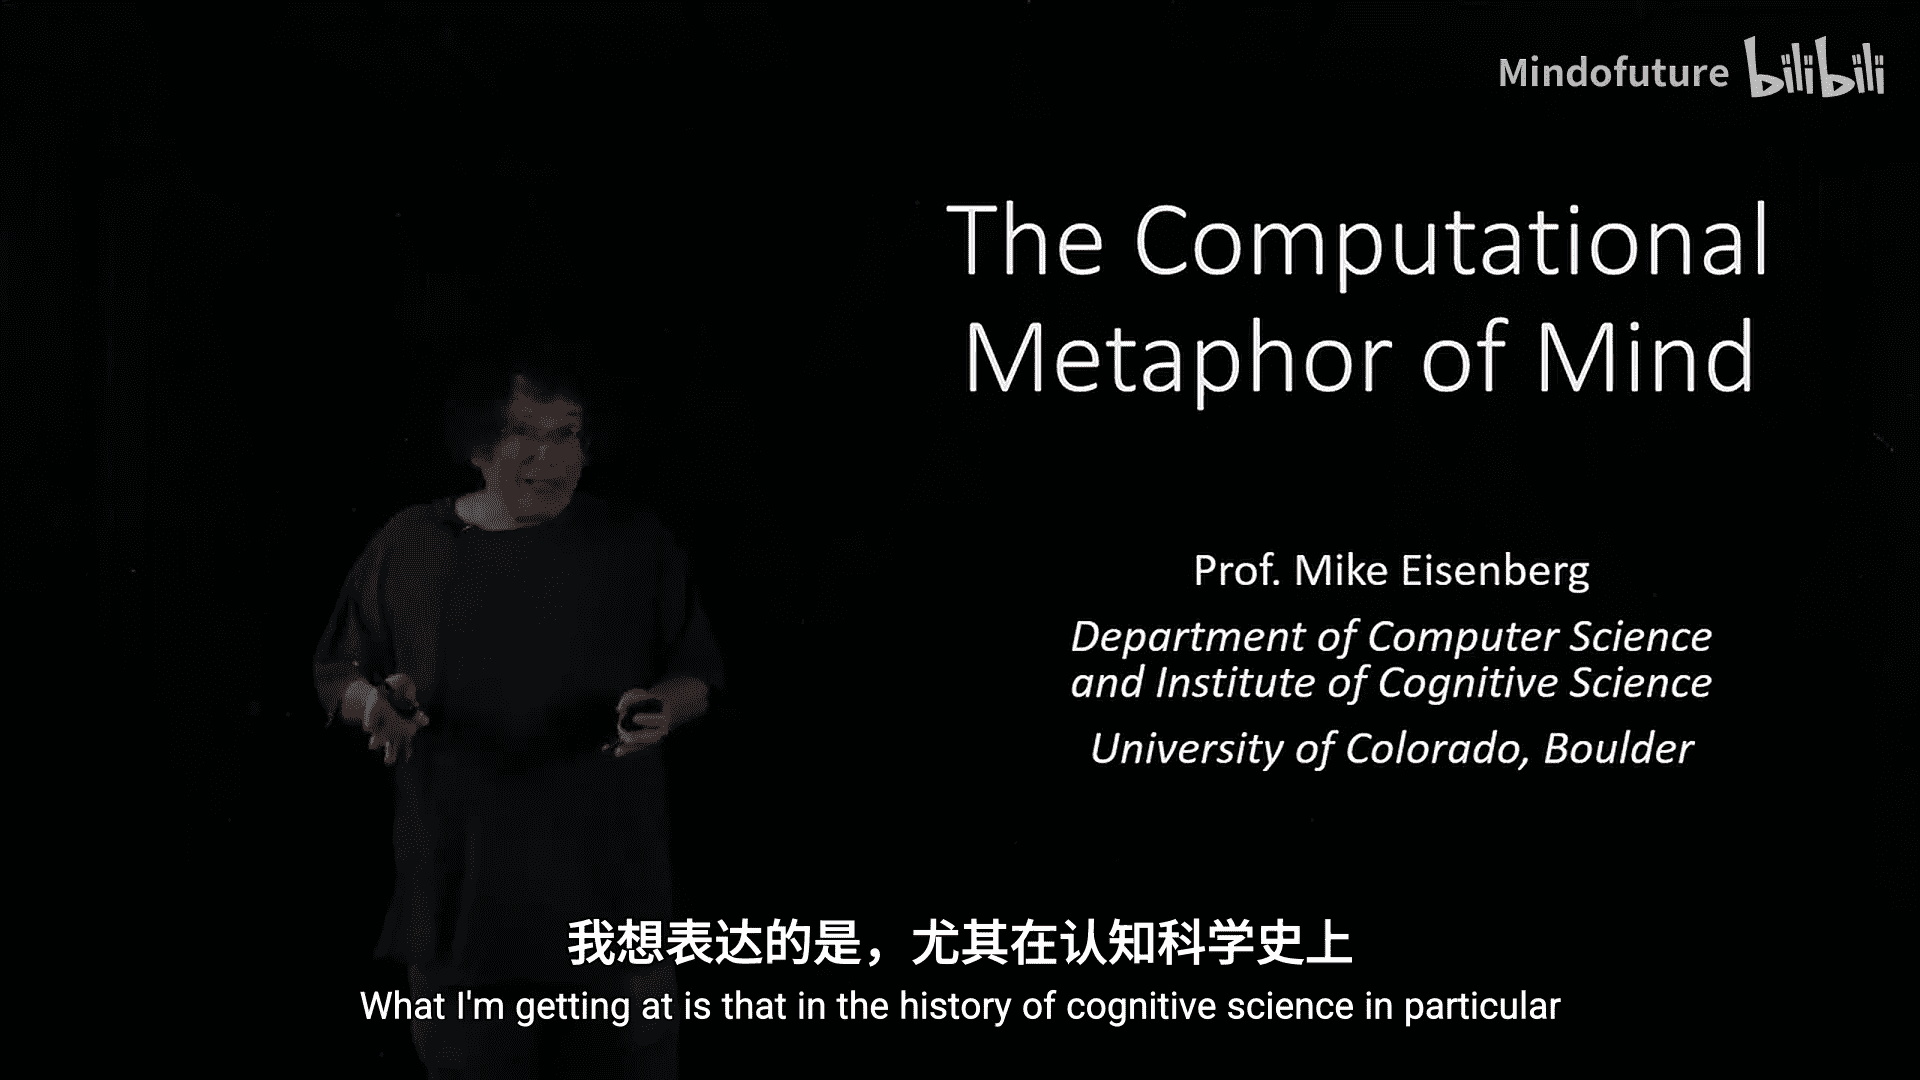 Mindofuture bilibili
The Computational
Metaphor of Mind
Prof. Mike Eisenberg
Department of Computer Science
and Institute of Cognitive Science
University of Colorado, Boulder
我想表达的是，尤其在认知科学史上
What I'm getting at is that in the history of cognitive science in particular